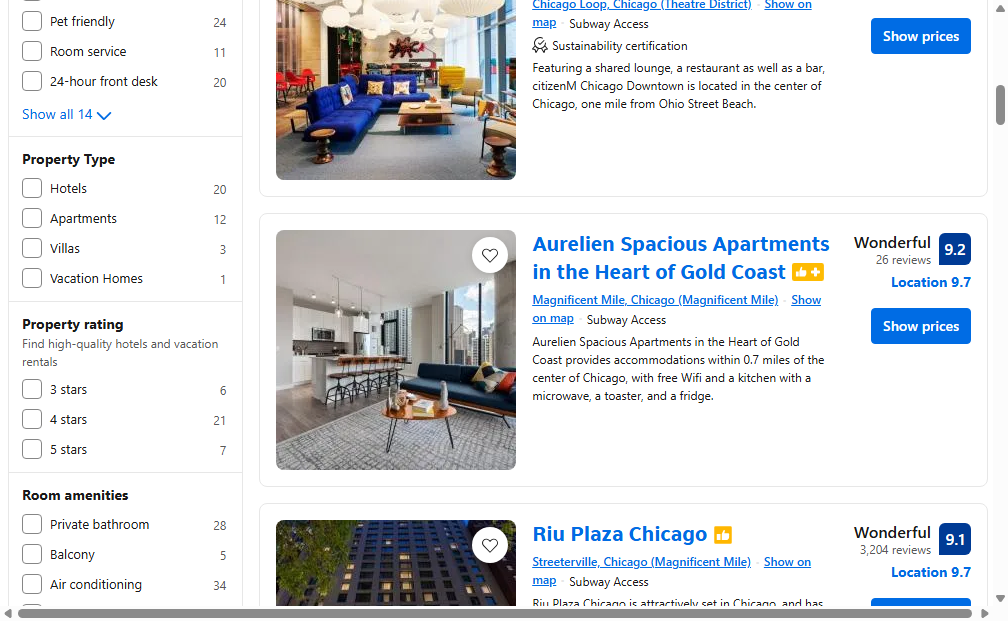 Pet friendly 24
Room service 11
24-hour front desk 20
Show all 14
Property Type
Hotels 20
Apartments 12
Villas 3
Vacation Homes 1
Property rating
Find high-quality hotels and vacation
rentals
3 stars 6
4 stars 21
5 stars 7
Room amenities
Private bathroom 28
Balcony 5
Air conditioning 34
Chicago Loop, Chicago (Theatre District) · Show on
map · Subway Access
Sustainability certification
Featuring a shared lounge, a restaurant as well as a bar,
citizenM Chicago Downtown is located in the center of
Chicago, one mile from Ohio Street Beach.
Show prices
Aurelien Spacious Apartments
in the Heart of Gold Coast
Magnificent Mile, Chicago (Magnificent Mile) · Show
on map · Subway Access
Aurelien Spacious Apartments in the Heart of Gold
Coast provides accommodations within 0.7 miles of the
center of Chicago, with free Wifi and a kitchen with a
microwave, a toaster, and a fridge.
Wonderful 9.2
26 reviews
Location 9.7
Show prices
Riu Plaza Chicago
Streeterville, Chicago (Magnificent Mile) · Show on
map · Subway Access
Riu Plaza Chicago is attractively set in Chicago, and has
Wonderful 9.1
3,204 reviews
Location 9.7